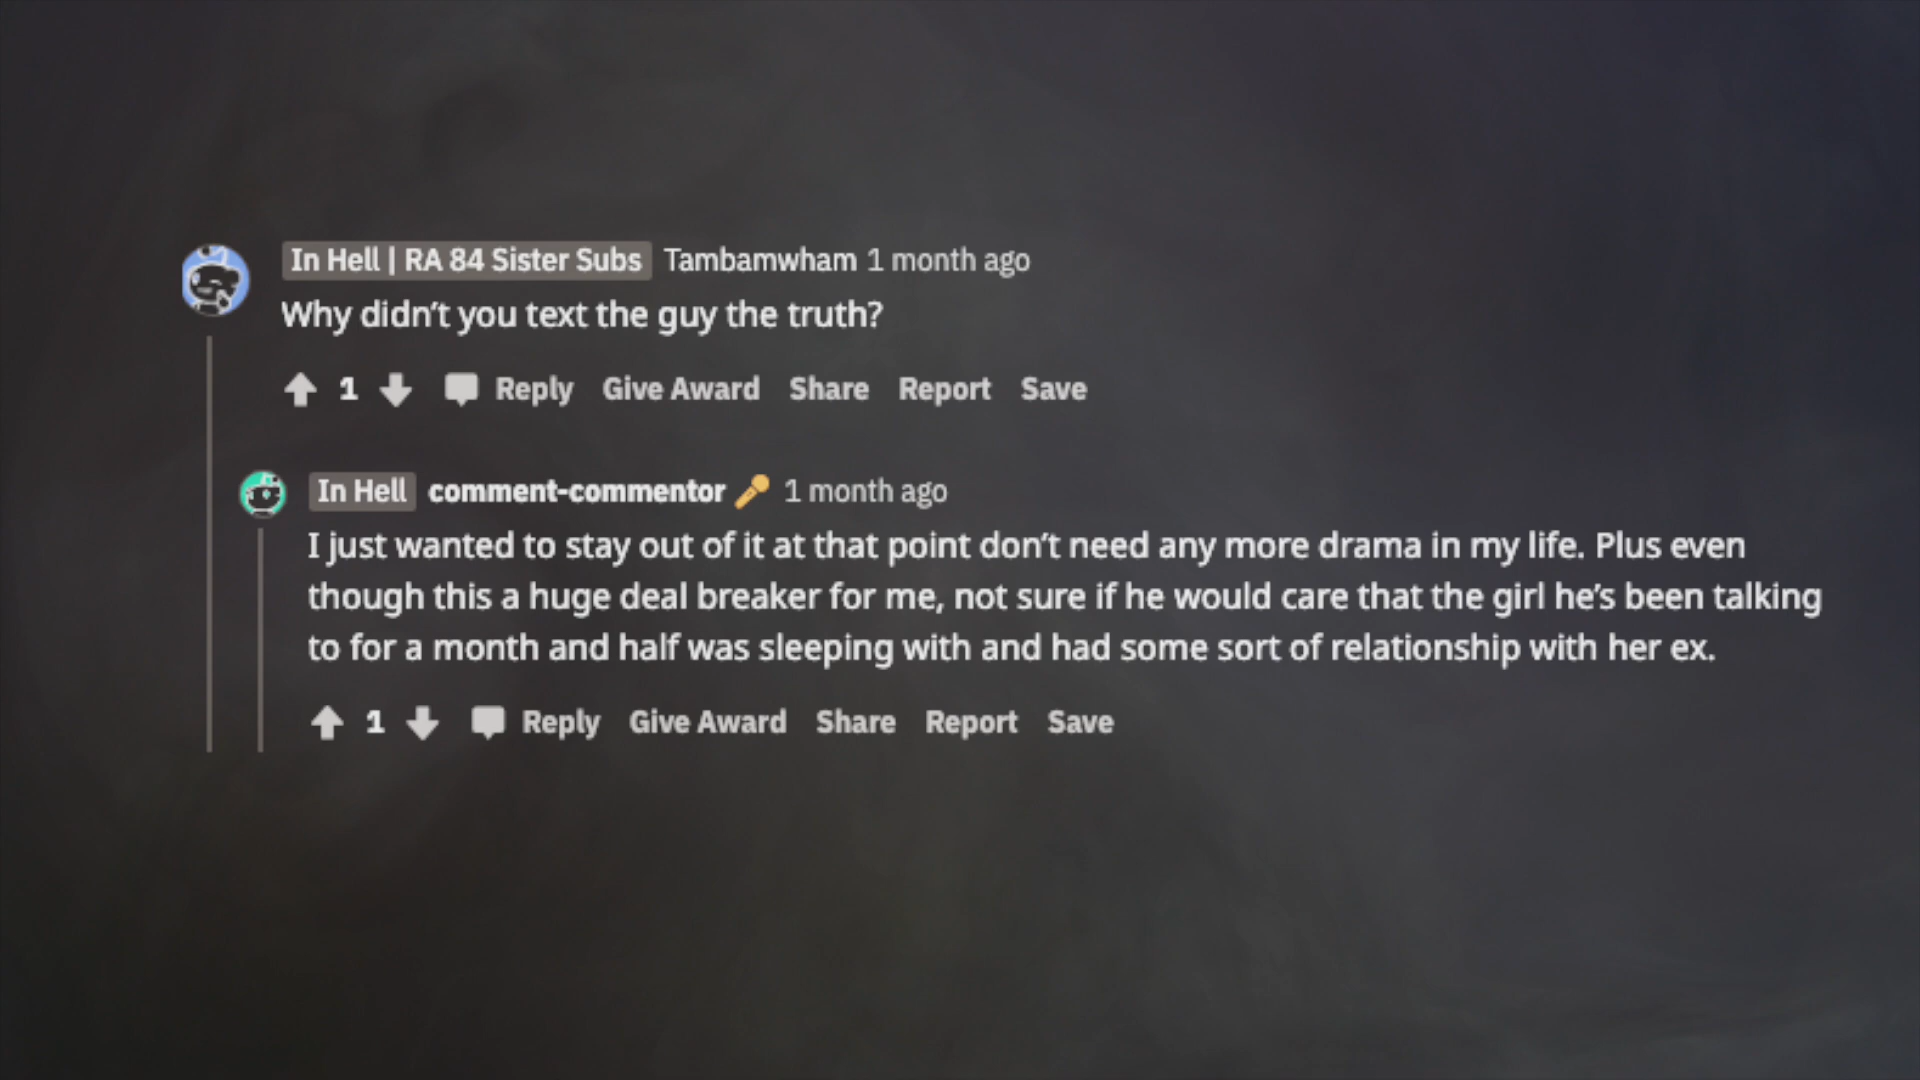 In Hell | RA 84 Sister Subs Tambamwham 1 month ago
Why didn't you text the guy the truth?
1 Reply Give Award Share Report Save
In Hell comment-commentor 1 month ago
I just wanted to stay out of it at that point don't need any more drama in my life. Plus even
though this a huge deal breaker for me, not sure if he would care that the girl he's been talking
to for a month and half was sleeping with and had some sort of relationship with her ex.
1 Reply Give Award Share Report Save